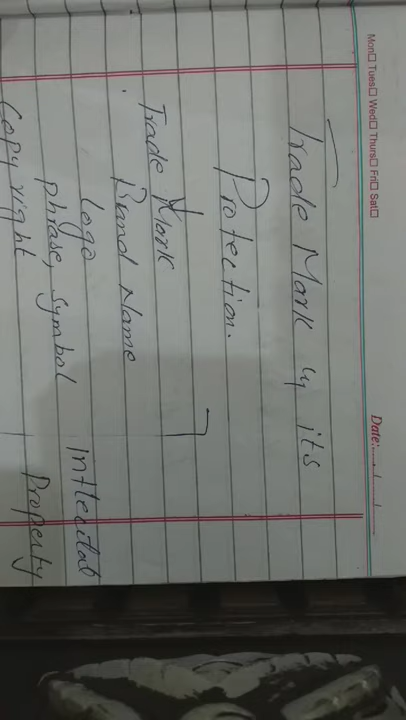 Mon Tues Wed Thurs Fri Sat
Date:
Trade Mark y its
Protection.
Trade Mark
Brand Name
Logo
Phrase, Symbol
Intlecutal
Property
Copy right